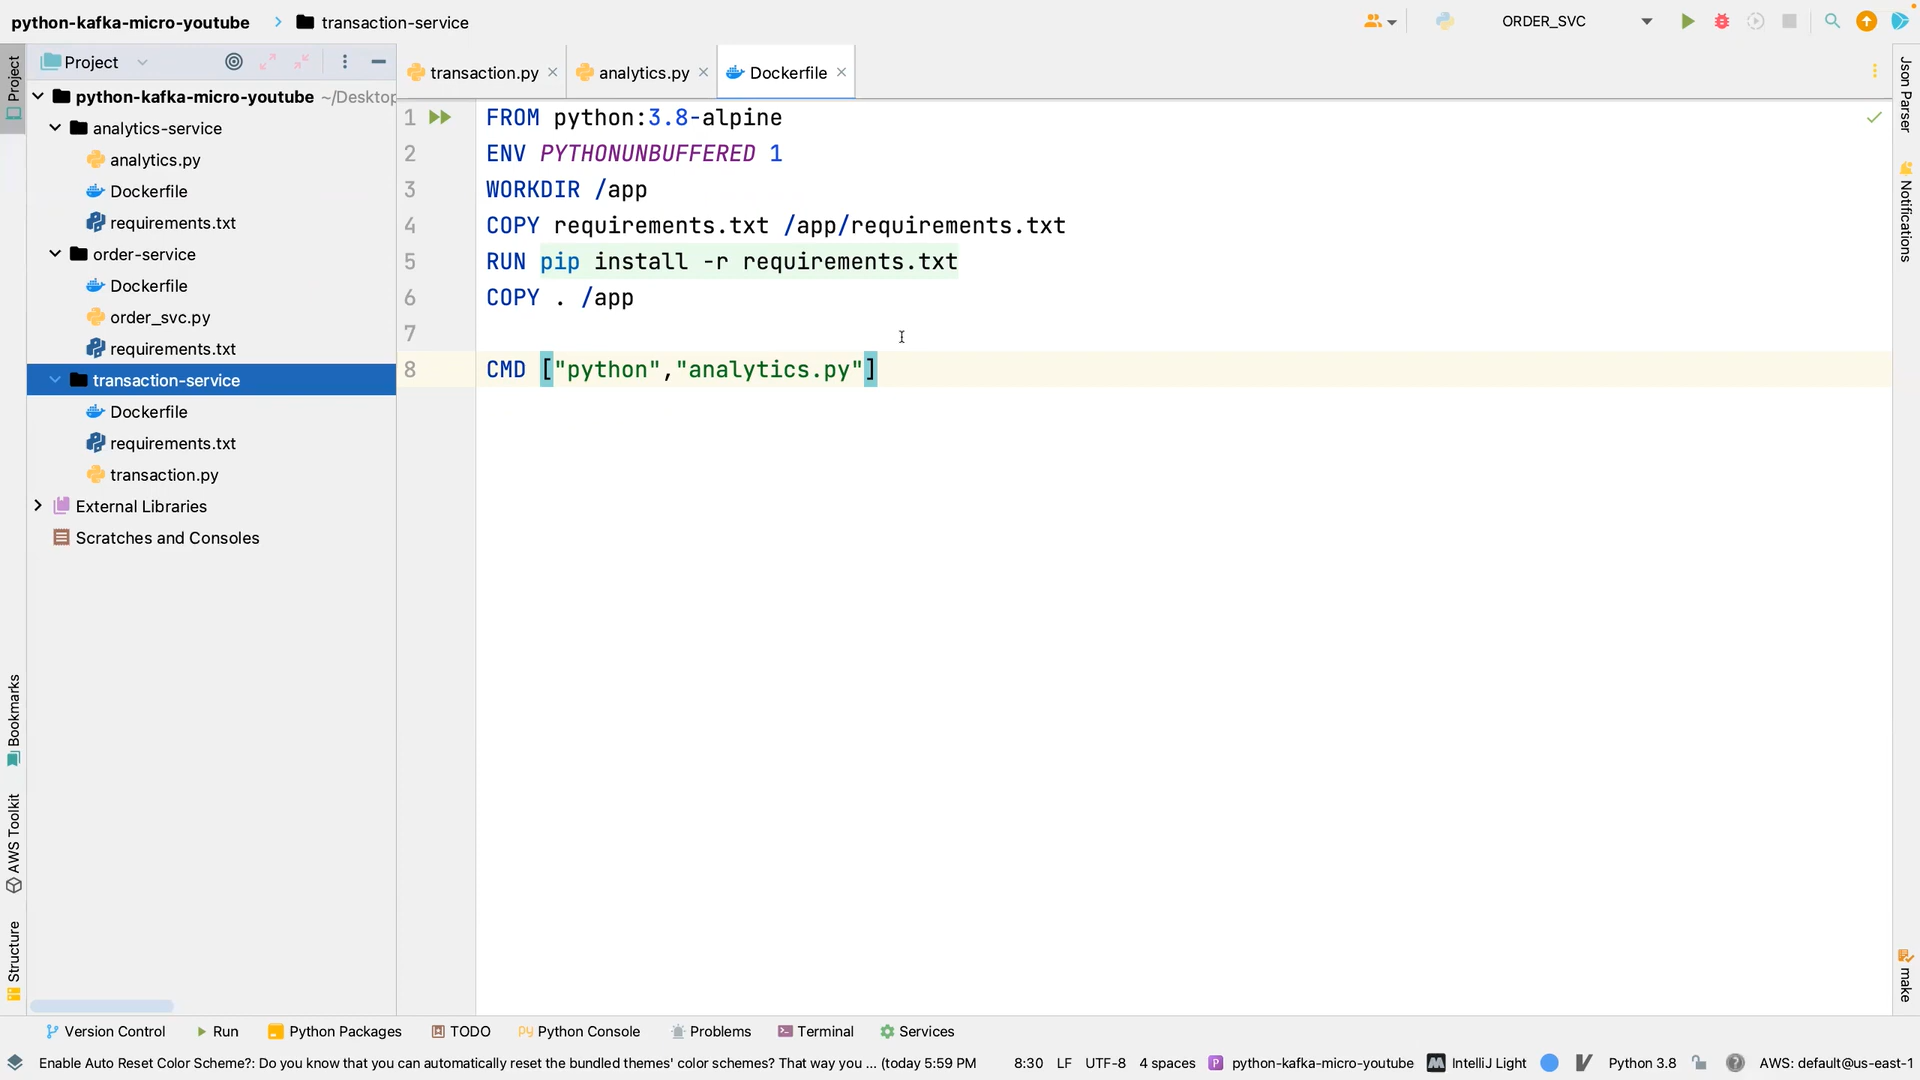 python-kafka-micro-youtube transaction-service ORDER_SVC
Project
transaction.py analytics.py Dockerfile
Project
python-kafka-micro-youtube ~/Desktop
analytics-service
analytics.py
Dockerfile
requirements.txt
order-service
Dockerfile
order_svc.py
requirements.txt
transaction-service
Dockerfile
requirements.txt
transaction.py
External Libraries
Scratches and Consoles
Bookmarks
AWS Toolkit
Structure
1 FROM python:3.8-alpine
2 ENV PYTHONUNBUFFERED 1
3 WORKDIR /app
4 COPY requirements.txt /app/requirements.txt
5 RUN pip install -r requirements.txt
6 COPY . /app
7
8 CMD ["python","analytics.py"]
Json Parser
Notifications
make
Version Control Run Python Packages TODO Python Console Problems Terminal Services
Enable Auto Reset Color Scheme?: Do you know that you can automatically reset the bundled themes' color schemes? That way you ... (today 5:59 PM 8:30 LF UTF-8 4 spaces python-kafka-micro-youtube IntelliJ Light Python 3.8 AWS: default@us-east-1